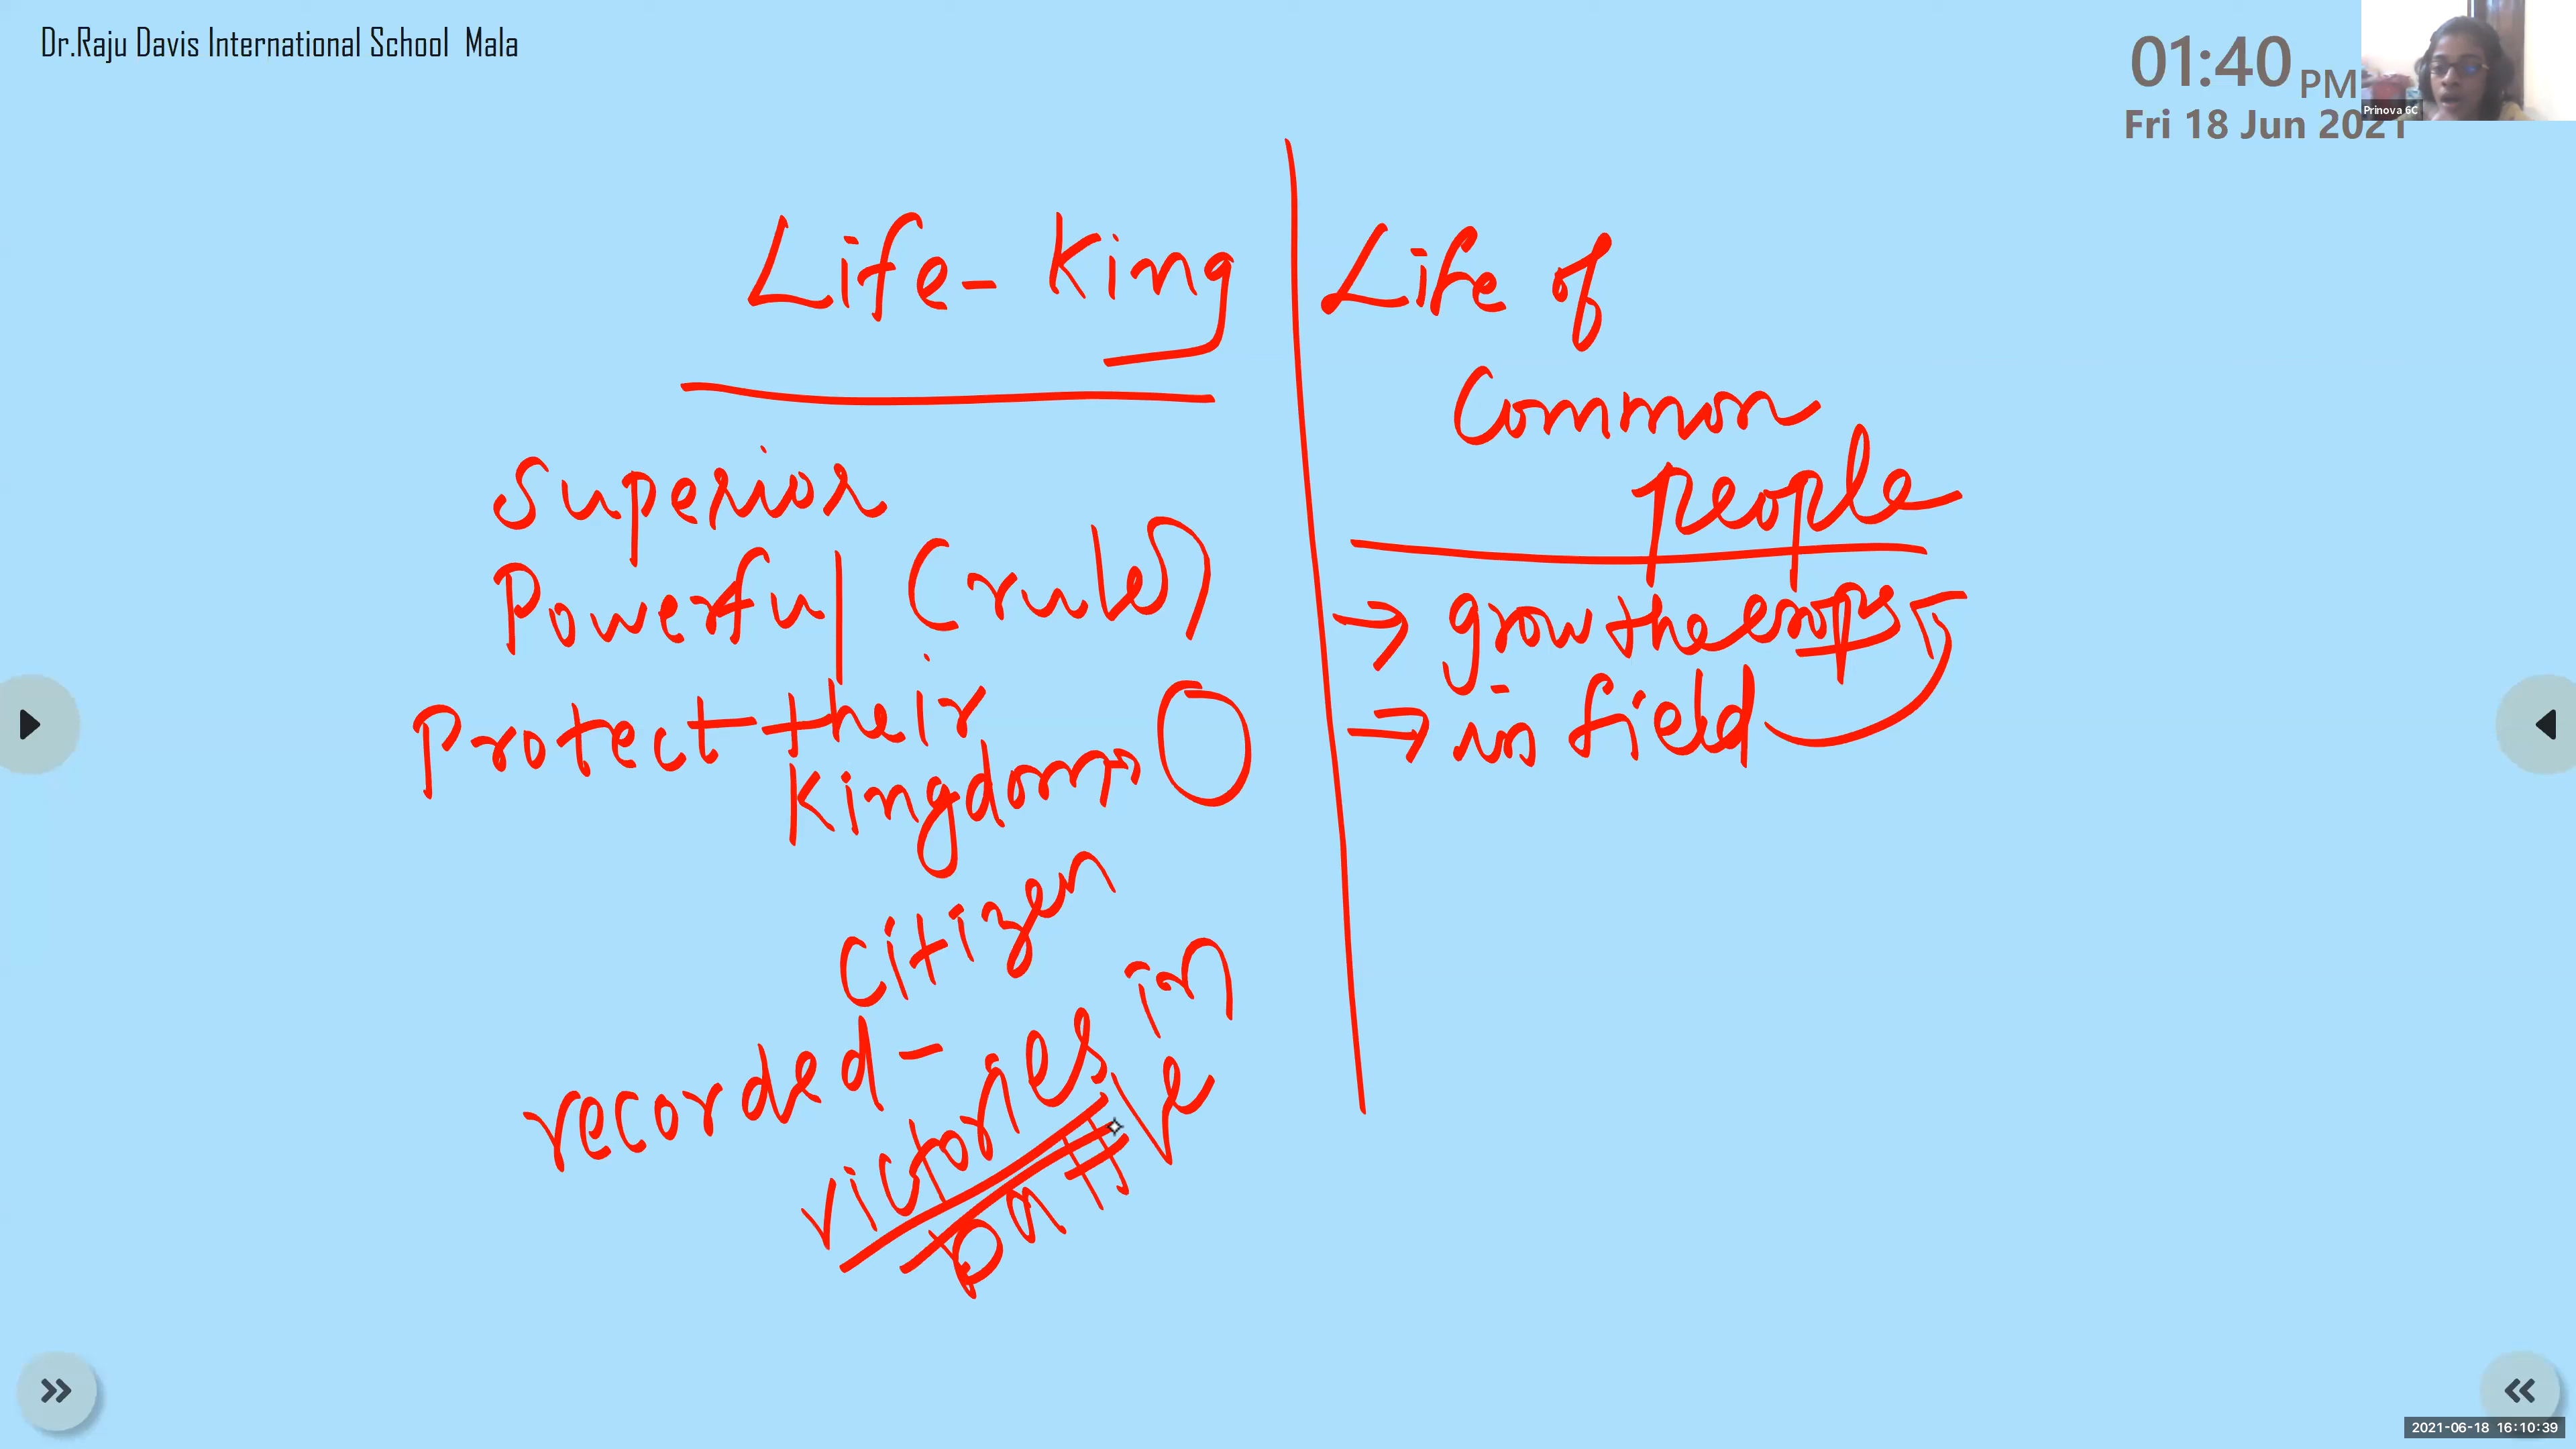 Dr.Raju Davis International School Mala
01:40 PM
Fri 18 Jun 2021
Prinova 6C
Life - King
Superior
Powerful (rule)
Protect their
Kingdom → O
Citizen
recorded -
victories in
battle
Life of
Common
people
→ grow the crops
→ in field
2021-06-18 16:10:39